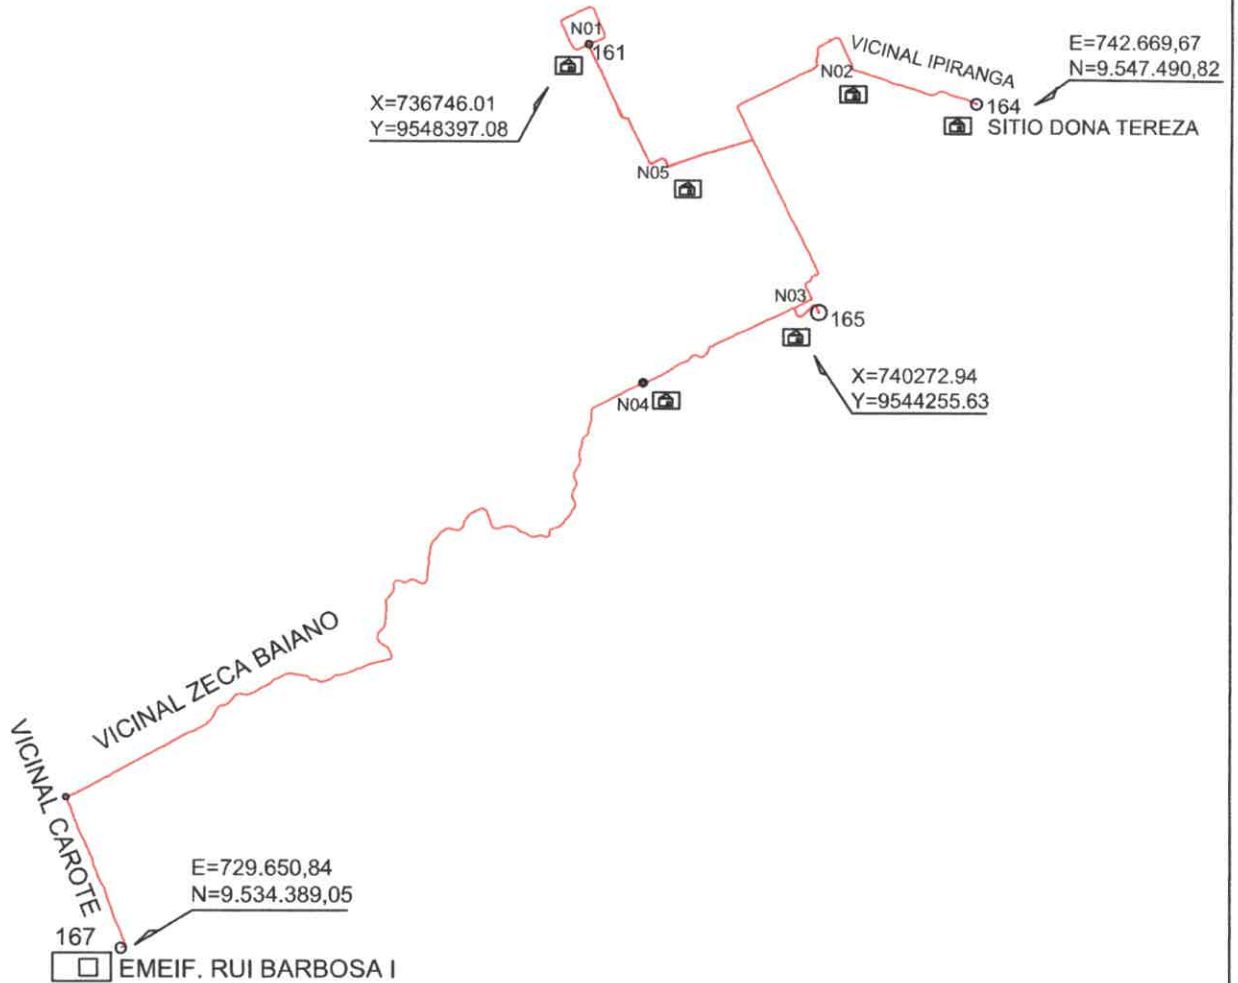 N01
161
X=736746.01
Y=9548397.08
VICINAL IPIRANGA
E=742.669,67
N=9.547.490,82
N02
164
SITIO DONA TEREZA
N05
N03
165
X=740272.94
Y=9544255.63
N04
VICINAL ZECA BAIANO
VICINAL CAROTE
E=729.650,84
N=9.534.389,05
167
EMEIF. RUI BARBOSA I